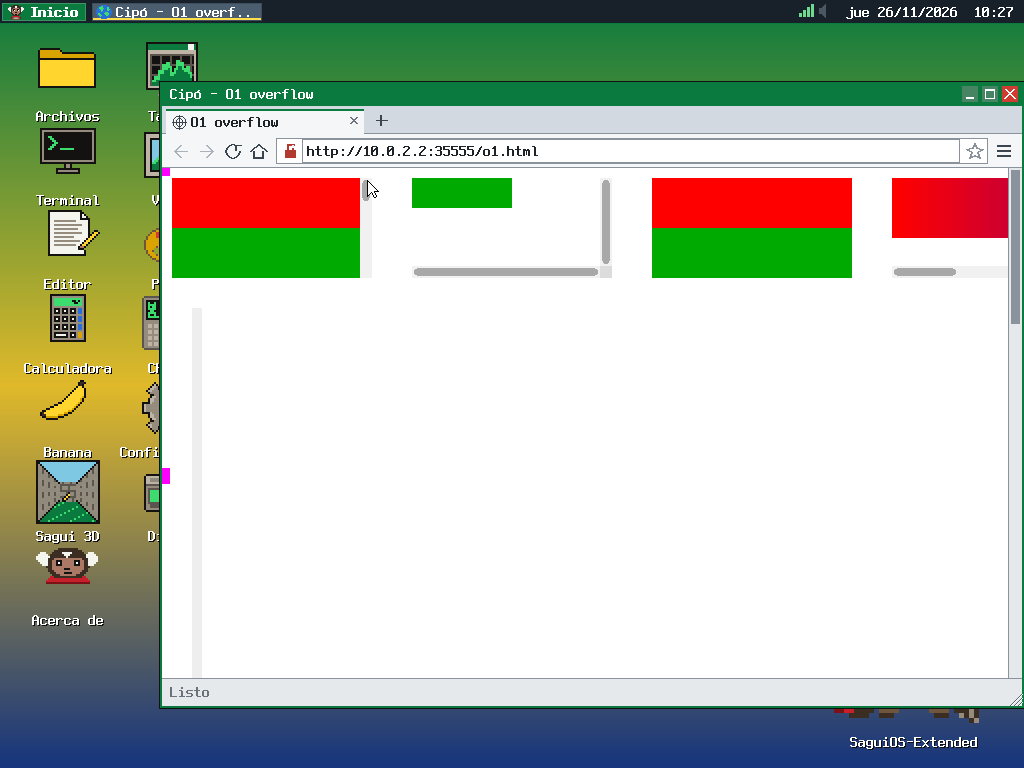 Inicio
Cipó - O1 overf..
jue 26/11/2026 10:27
Archivos
Terminal
Editor
Calculadora
Banana
Confi
Sagui 3D
Acerca de
Cipó - O1 overflow
O1 overflow
http://10.0.2.2:35555/o1.html
Listo
SaguiOS-Extended